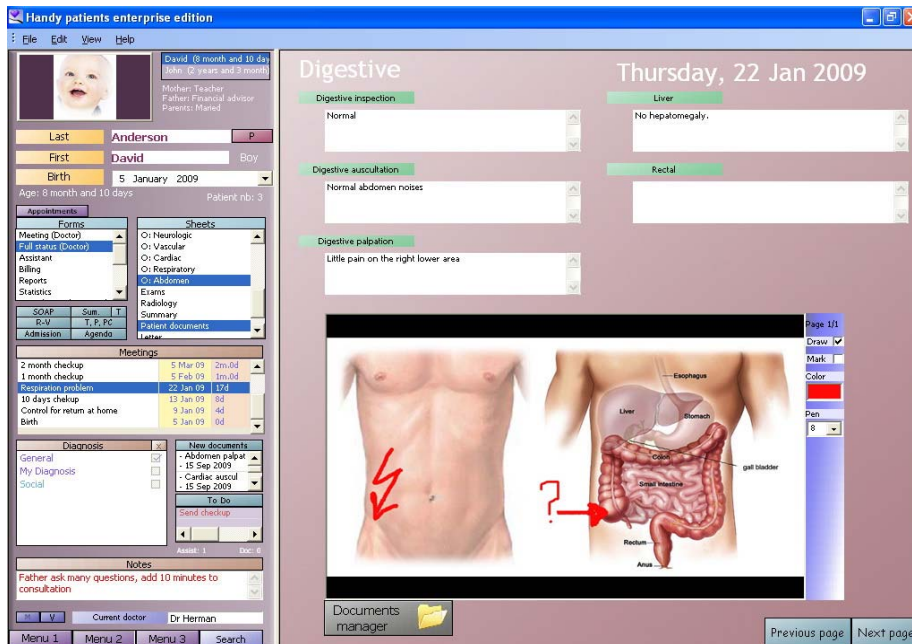 Handy patients enterprise edition
File Edit View Help
David (8 month and 10 day
John (2 years and 3 month)
Mother: Teacher
Father: Financial advisor
Parents: Maried
Last Anderson P
First David Boy
Birth 5 January 2009
Age: 8 month and 10 days
Patient nb: 3
Appointments
Forms
Meeting (Doctor)
Full status (Doctor)
Assistant
Billing
Reports
Statistics
Sheets
O: Neurologic
O: Vascular
O: Cardiac
O: Respiratory
O: Abdomen
Exams
Radiology
Summary
Patient documents
Letter
SOAP Sum. T
R-V T, P, PC
Admission Agenda
Meetings
2 month checkup 5 Mar 09 2m.0d
1 month checkup 5 Feb 09 1m.0d
Respiration problem 22 Jan 09 17d
10 days chekup 13 Jan 09 8d
Control for return at home 9 Jan 09 4d
Birth 5 Jan 09 0d
Diagnosis x
General
My Diagnosis
Social
New documents
- Abdomen palpat
- 15 Sep 2009
- Cardiac auscul
- 15 Sep 2009
To Do
Send checkup
Assist: 1 Doc: 6
Notes
Father ask many questions, add 10 minutes to
consultation
M V Current doctor Dr Herman
Menu 1 Menu 2 Menu 3 Search
Digestive
Thursday, 22 Jan 2009
Digestive inspection
Normal
Liver
No hepatomegaly.
Digestive auscultation
Normal abdomen noises
Rectal
Digestive palpation
Little pain on the right lower area
Esophagus
Liver
Stomach
Colon
gall bladder
Small intestine
?
Rectum
Anus
Page 1/1
Draw
Mark
Color
Pen
8
Documents
manager
Previous page Next page